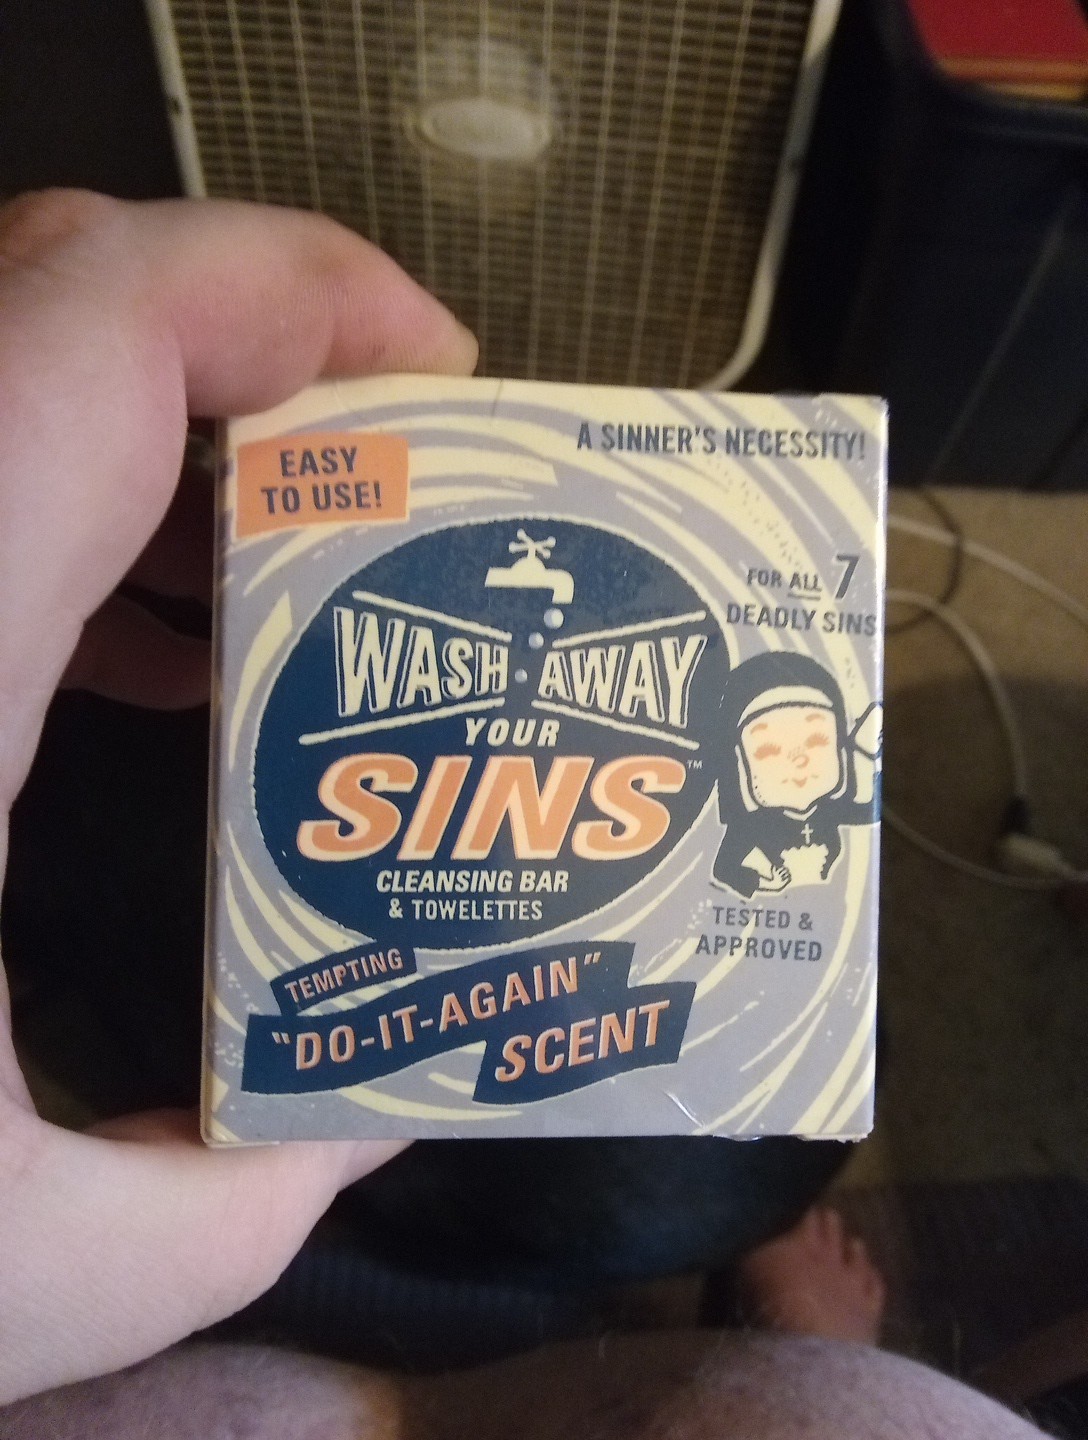 EASY
TO USE!
A SINNER'S NECESSITY!
FOR ALL 7
DEADLY SINS
WASH AWAY
YOUR
SINS™
CLEANSING BAR
& TOWELETTES
TESTED &
APPROVED
TEMPTING
"DO-IT-AGAIN"
SCENT